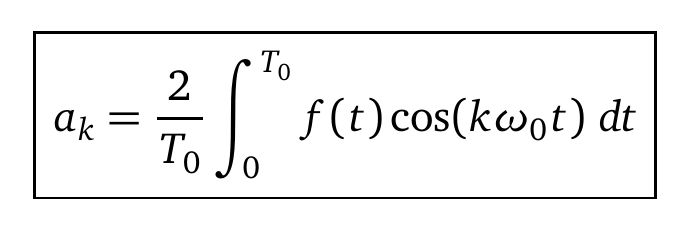 a_k = \frac{2}{T_0} \int_0^{T_0} f(t) \cos(k\omega_0 t) \, dt